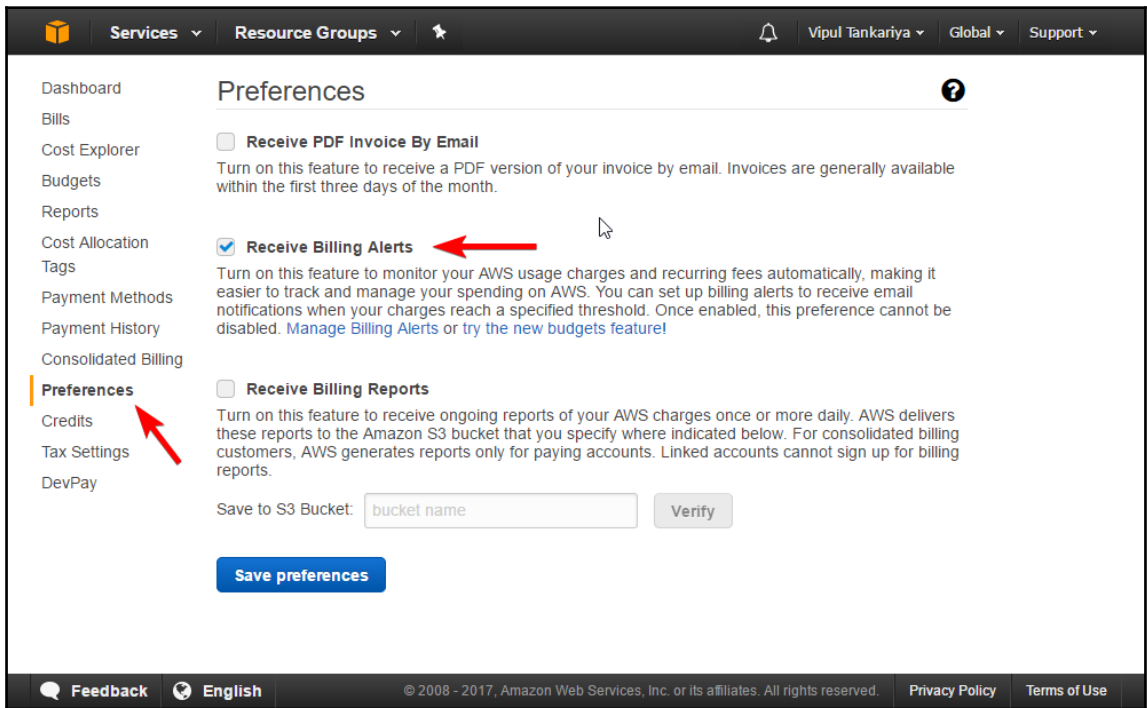 Services Resource Groups Vipul Tankariya Global Support
Dashboard
Bills
Cost Explorer
Budgets
Reports
Cost Allocation
Tags
Payment Methods
Payment History
Consolidated Billing
Preferences
Credits
Tax Settings
DevPay
Preferences
Receive PDF Invoice By Email
Turn on this feature to receive a PDF version of your invoice by email. Invoices are generally available
within the first three days of the month.
Receive Billing Alerts
Turn on this feature to monitor your AWS usage charges and recurring fees automatically, making it
easier to track and manage your spending on AWS. You can set up billing alerts to receive email
notifications when your charges reach a specified threshold. Once enabled, this preference cannot be
disabled. Manage Billing Alerts or try the new budgets feature!
Receive Billing Reports
Turn on this feature to receive ongoing reports of your AWS charges once or more daily. AWS delivers
these reports to the Amazon S3 bucket that you specify where indicated below. For consolidated billing
customers, AWS generates reports only for paying accounts. Linked accounts cannot sign up for billing
reports.
Save to S3 Bucket: bucket name Verify
Save preferences
Feedback English © 2008 - 2017, Amazon Web Services, Inc. or its affiliates. All rights reserved. Privacy Policy Terms of Use